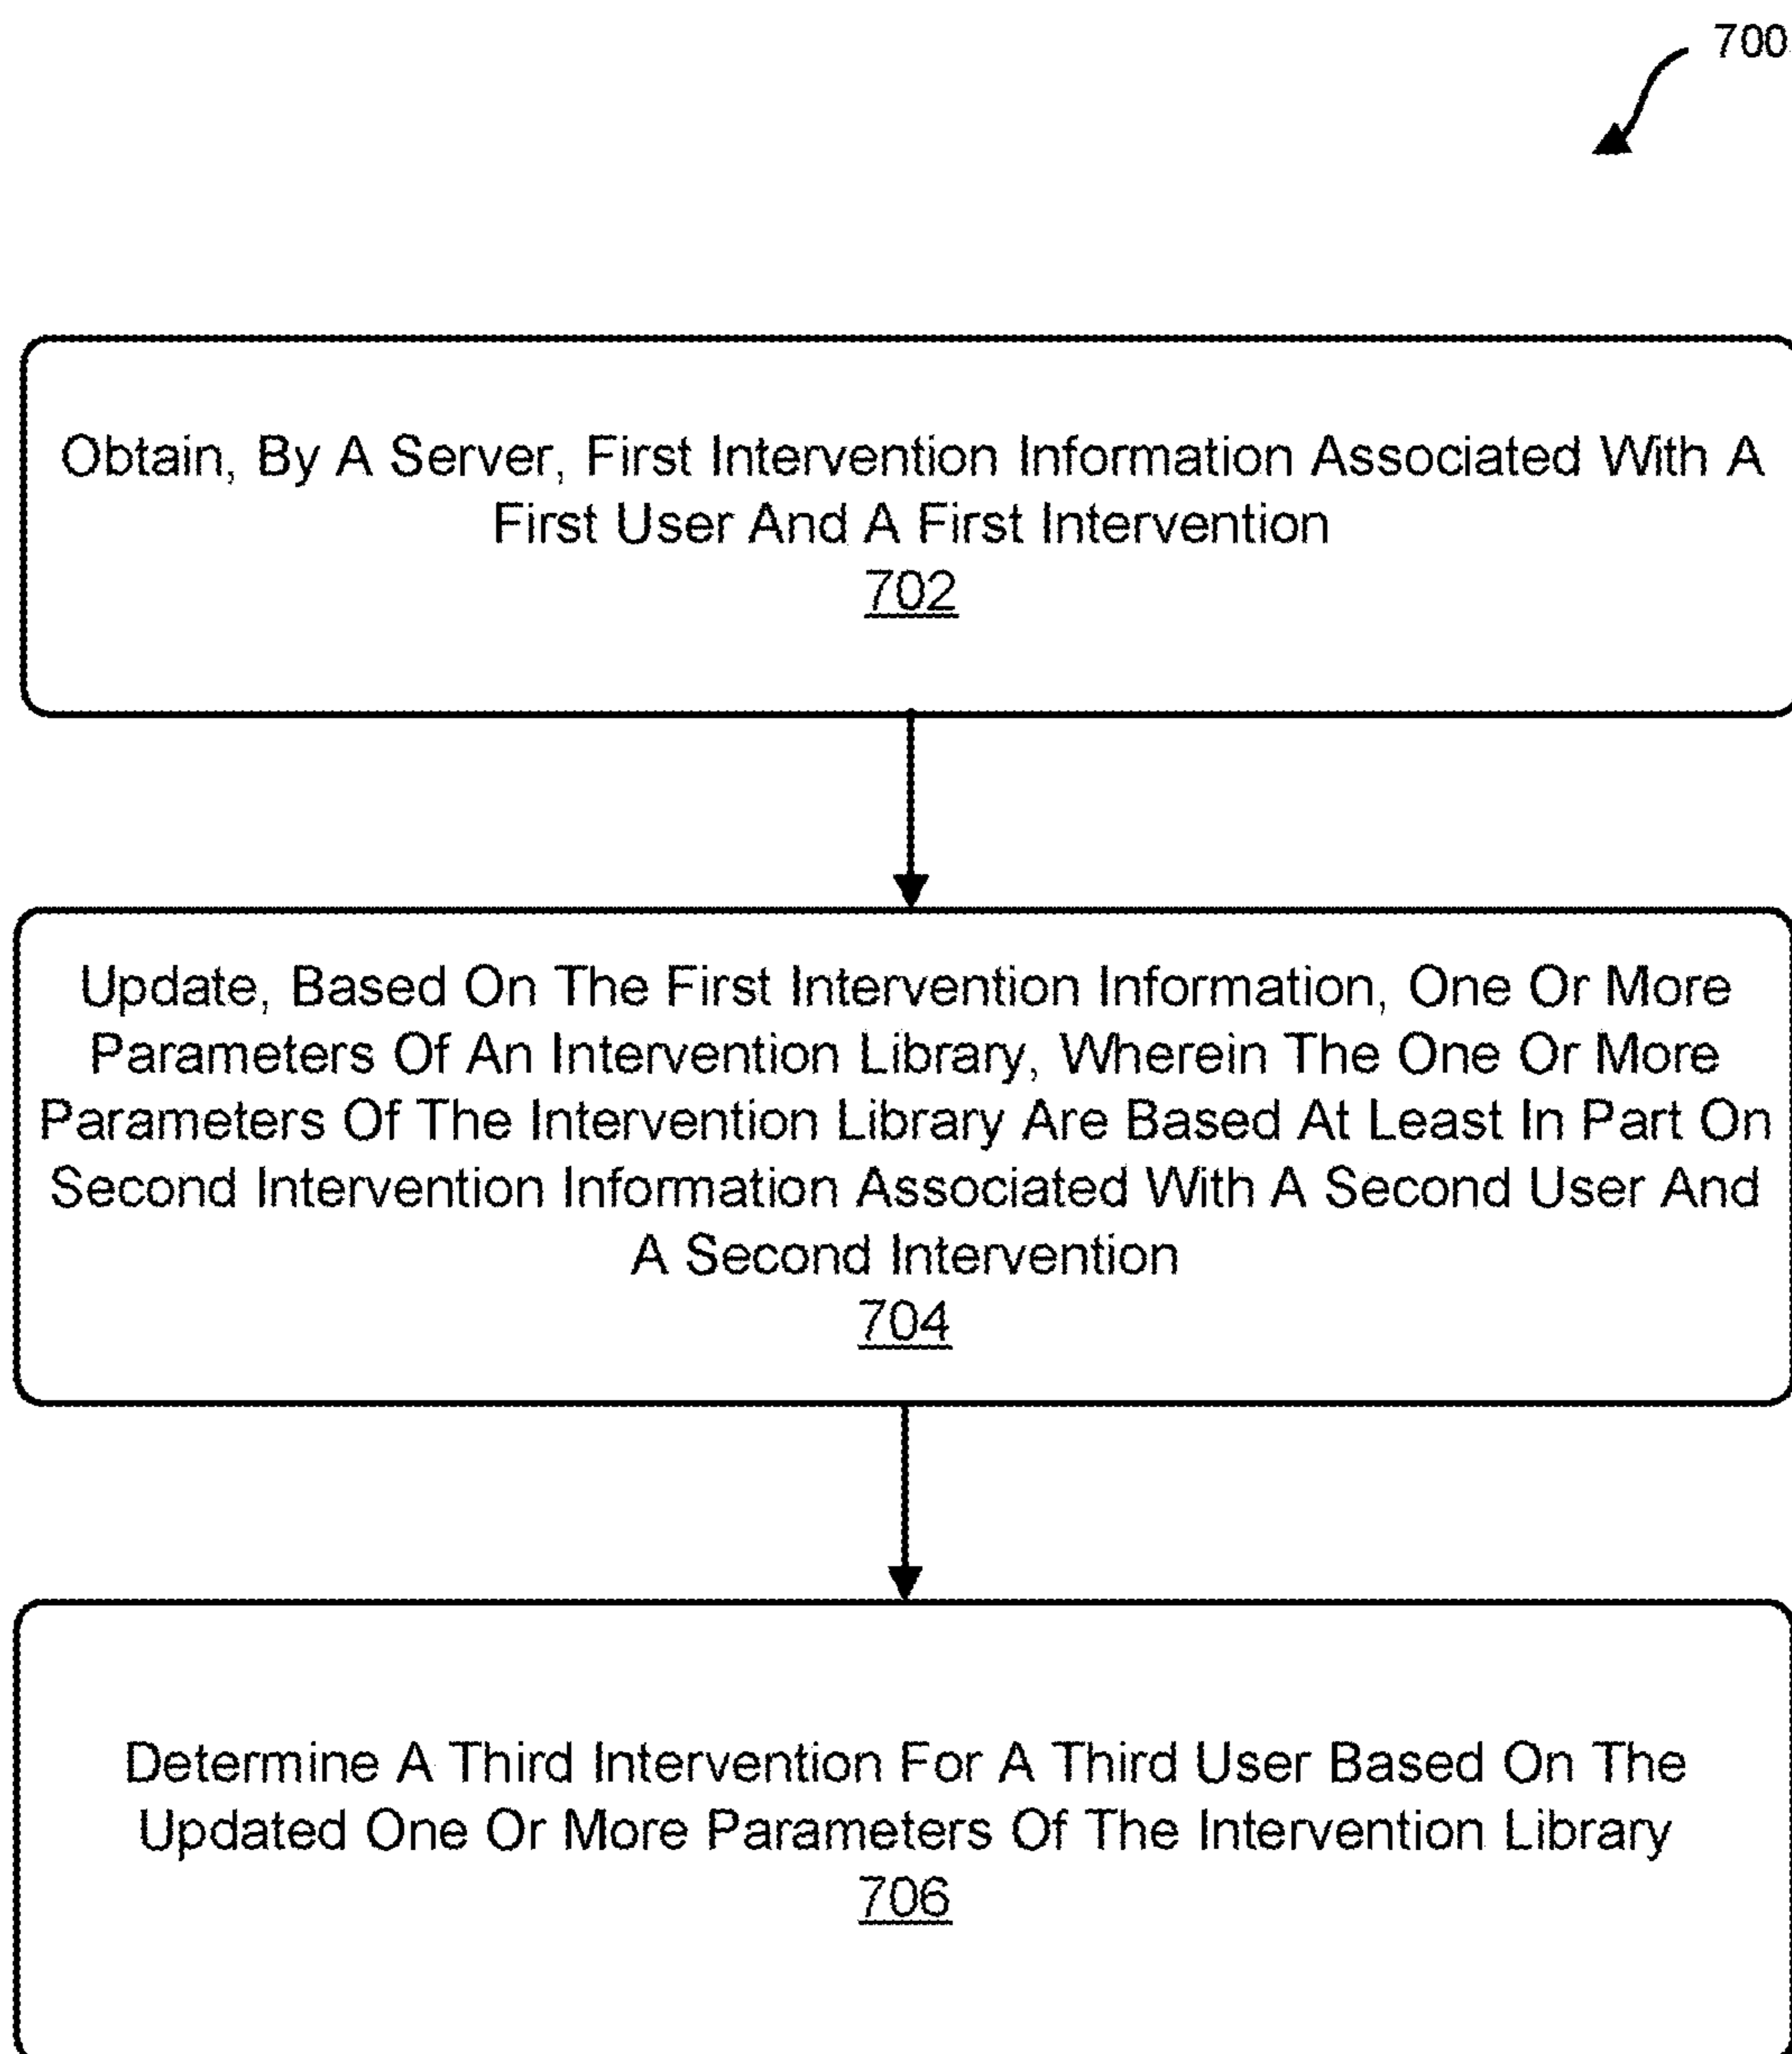 700
Obtain, By A Server, First Intervention Information Associated With A
First User And A First Intervention
702
Update, Based On The First Intervention Information, One Or More
Parameters Of An Intervention Library, Wherein The One Or More
Parameters Of The Intervention Library Are Based At Least In Part On
Second Intervention Information Associated With A Second User And
A Second Intervention
704
Determine A Third Intervention For A Third User Based On The
Updated One Or More Parameters Of The Intervention Library
706